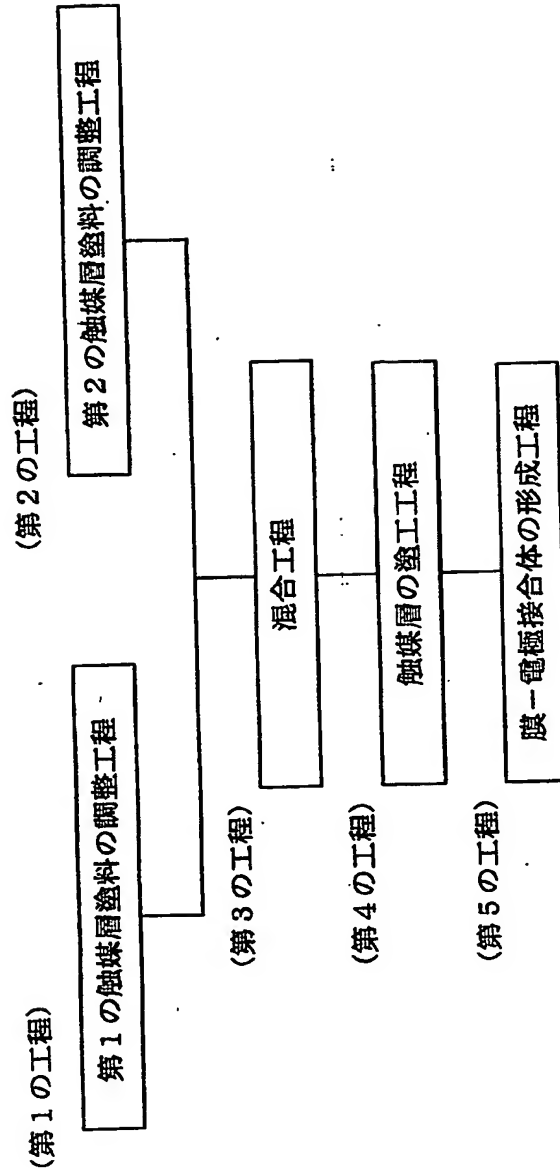 (第1の工程)
第1の触媒層塗料の調整工程
(第2の工程)
第2の触媒層塗料の調整工程
(第3の工程)
混合工程
(第4の工程)
触媒層の塗工工程
(第5の工程)
膜－電極接合体の形成工程